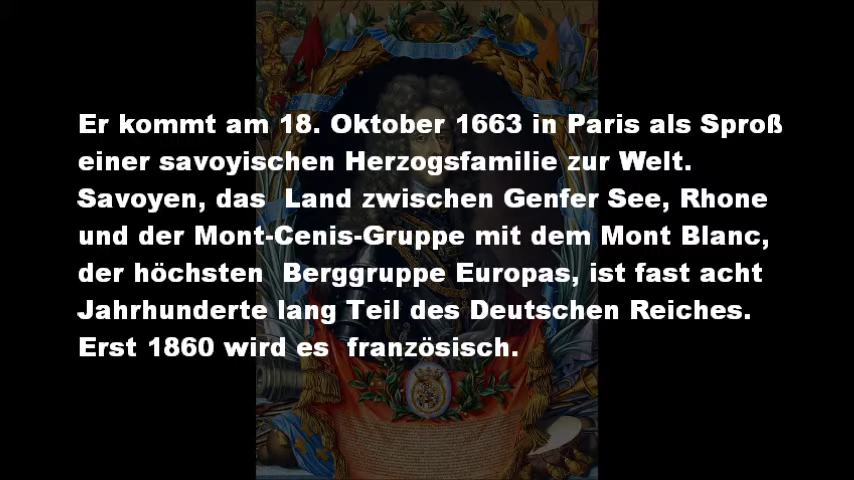 Er kommt am 18. Oktober 1663 in Paris als Sproß
einer savoyischen Herzogsfamilie zur Welt.
Savoyen, das  Land zwischen Genfer See, Rhone
und der Mont-Cenis-Gruppe mit dem Mont Blanc,
der höchsten  Berggruppe Europas, ist fast acht
Jahrhunderte lang Teil des Deutschen Reiches.
Erst 1860 wird es  französisch.